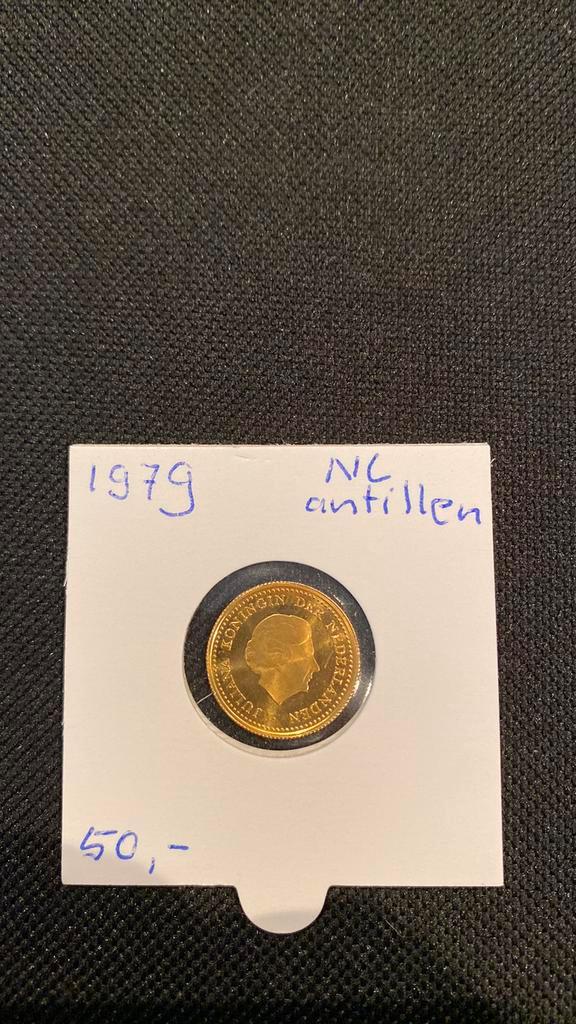 1979
NL
antillen
JULIANA KONINGIN DER NEDERLANDEN
50,-